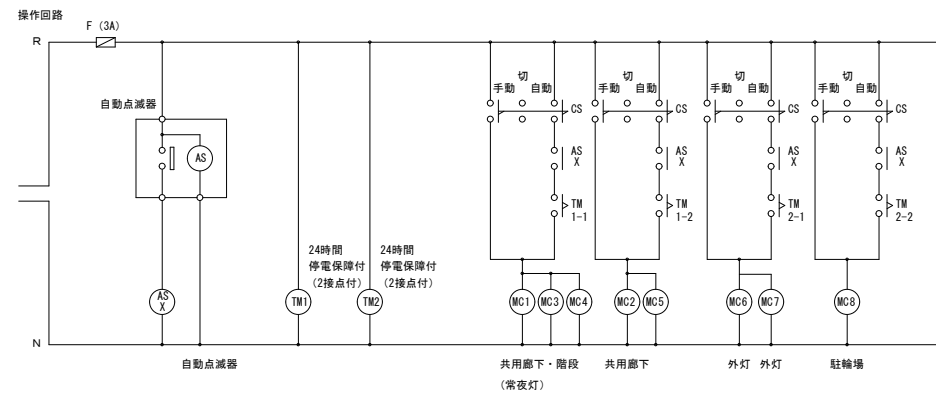 操作回路
F (3A)
R
自動点滅器
AS
AS
X
24時間
停電保障付
(2接点付)
TM1
24時間
停電保障付
(2接点付)
TM2
切
手動 自動
CS
AS
X
TM
1-1
MC1 MC3 MC4
切
手動 自動
CS
AS
X
TM
1-2
MC2 MC5
切
手動 自動
CS
AS
X
TM
2-1
MC6 MC7
切
手動 自動
CS
AS
X
TM
2-2
MC8
N
自動点滅器
共用廊下・階段
(常夜灯)
共用廊下
外灯 外灯
駐輪場